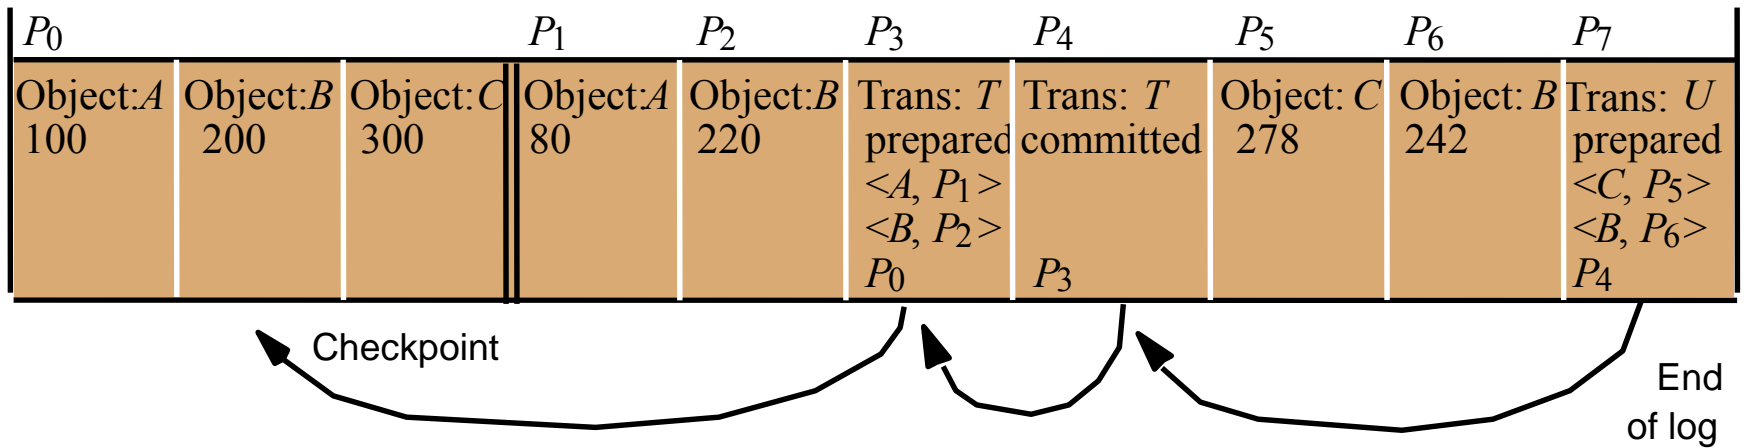 P0 P1 P2 P3 P4 P5 P6 P7
Object:A Object:B Object:C Object:A Object:B Trans: T Trans: T Object: C Object: B Trans: U
100 200 300 80 220 prepared committed 278 242 prepared
<A, P1> <C, P5>
<B, P2> <B, P6>
P0 P3 P4
Checkpoint
End
of log